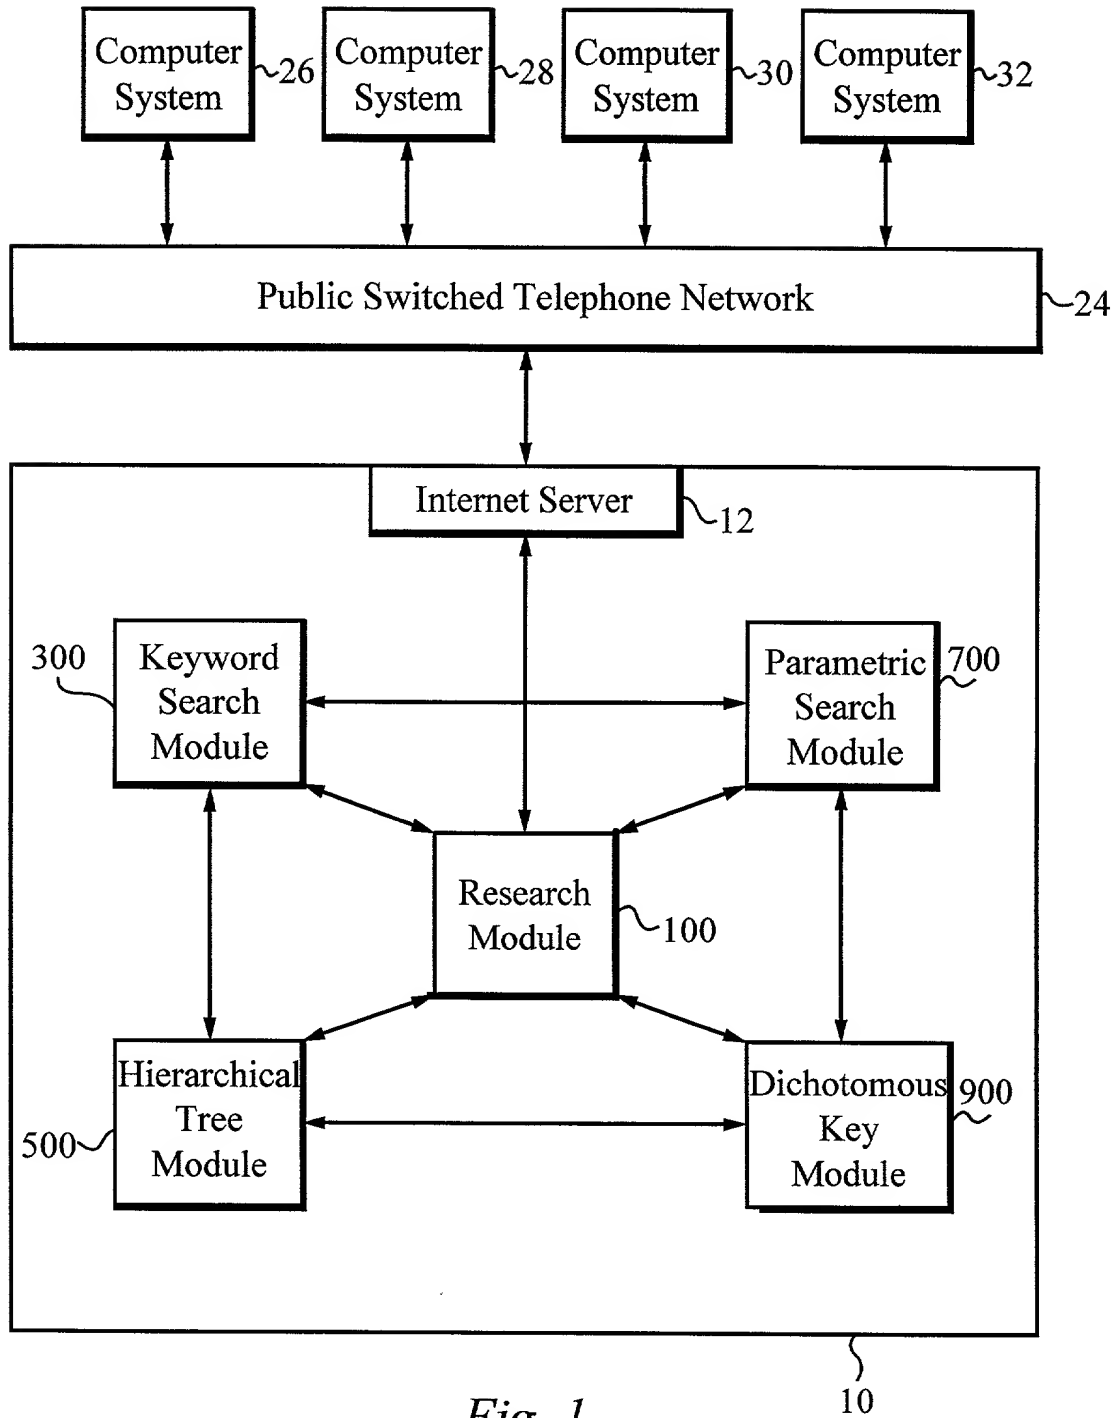 Computer
System
26
Computer
System
28
Computer
System
30
Computer
System
32
Public Switched Telephone Network
24
Internet Server
12
300
Keyword
Search
Module
Parametric
Search
Module
700
Research
Module
100
Hierarchical
Tree
Module
500
Dichotomous
Key
Module
900
10
Fig. 1